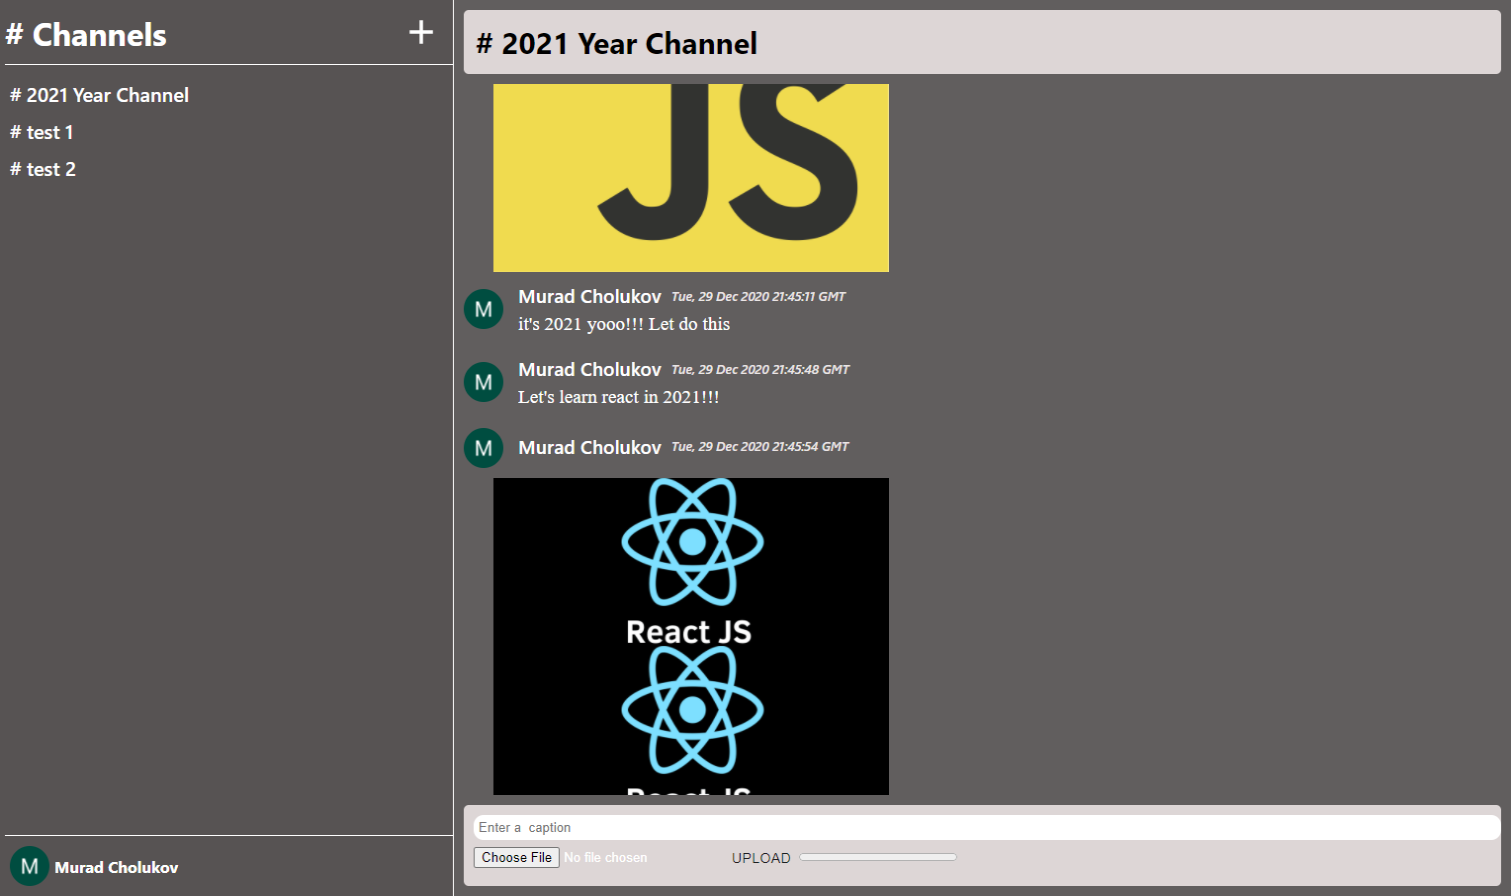 # Channels
# 2021 Year Channel
# test 1
# test 2
M Murad Cholukov
# 2021 Year Channel
JS
M Murad Cholukov Tue, 29 Dec 2020 21:45:11 GMT
it's 2021 yooo!!! Let do this
M Murad Cholukov Tue, 29 Dec 2020 21:45:48 GMT
Let's learn react in 2021!!!
M Murad Cholukov Tue, 29 Dec 2020 21:45:54 GMT
React JS
React JS
Enter a caption
Choose File No file chosen UPLOAD